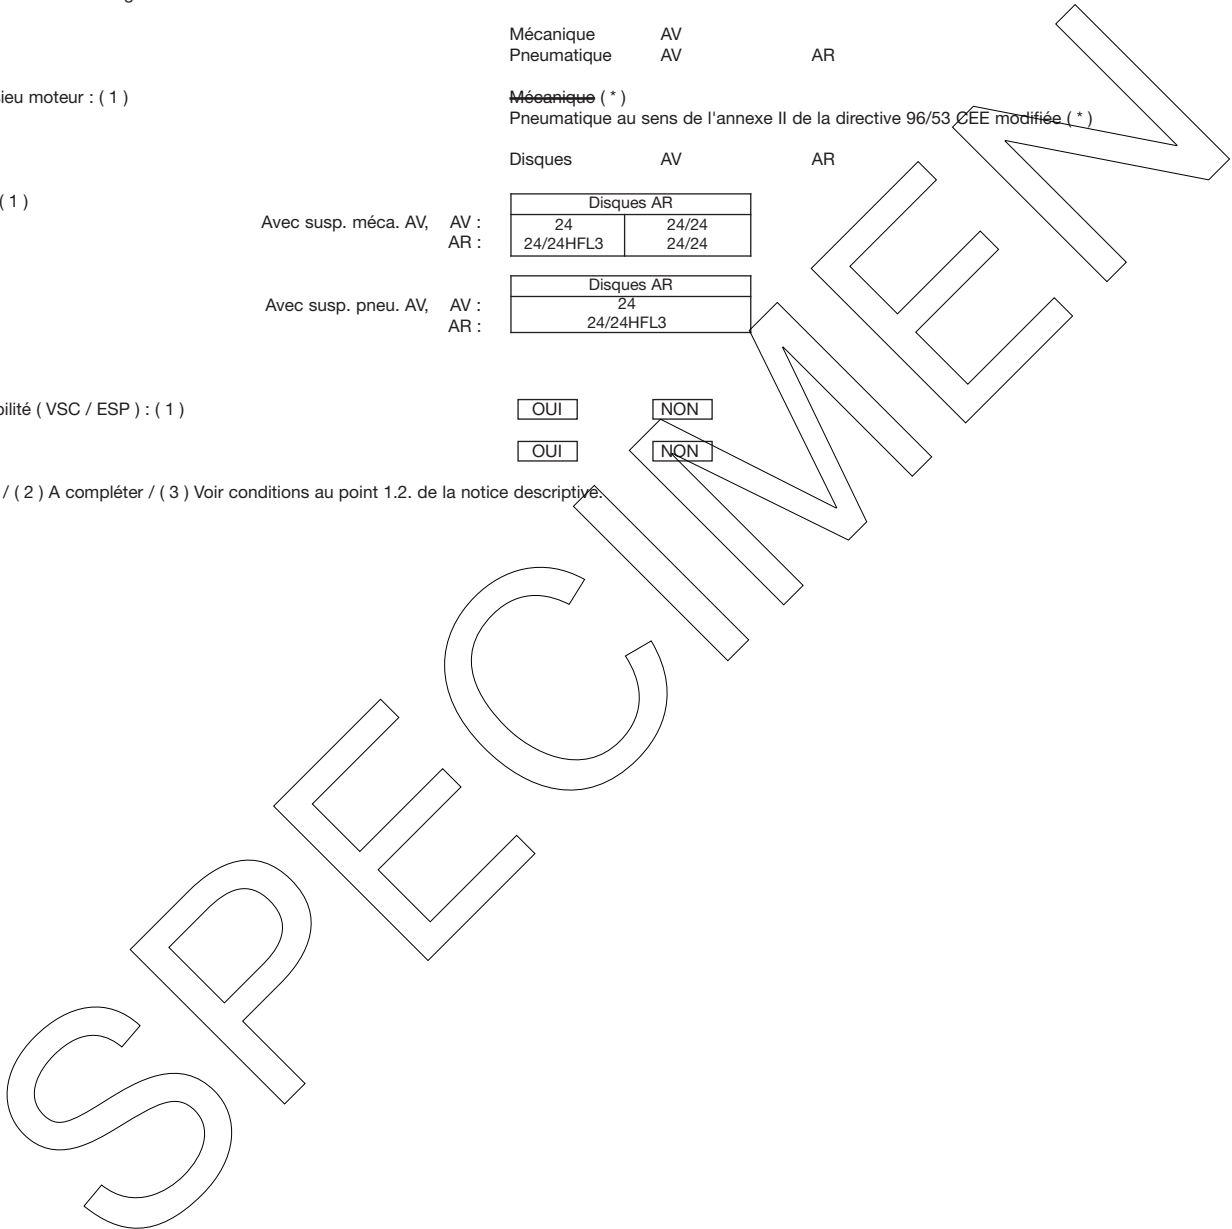 Mécanique AV
Pneumatique AV AR
sieu moteur : ( 1 )
Mécanique ( * )
Pneumatique au sens de l'annexe II de la directive 96/53 CEE modifiée ( * )
Disques AV AR
( 1 )
Disques AR
Avec susp. méca. AV, AV : 24 24/24
AR : 24/24HFL3 24/24
Disques AR
Avec susp. pneu. AV, AV : 24
AR : 24/24HFL3
bilité ( VSC / ESP ) : ( 1 ) OUI NON
OUI NON
/ ( 2 ) A compléter / ( 3 ) Voir conditions au point 1.2. de la notice descriptive.
SPECIMEN